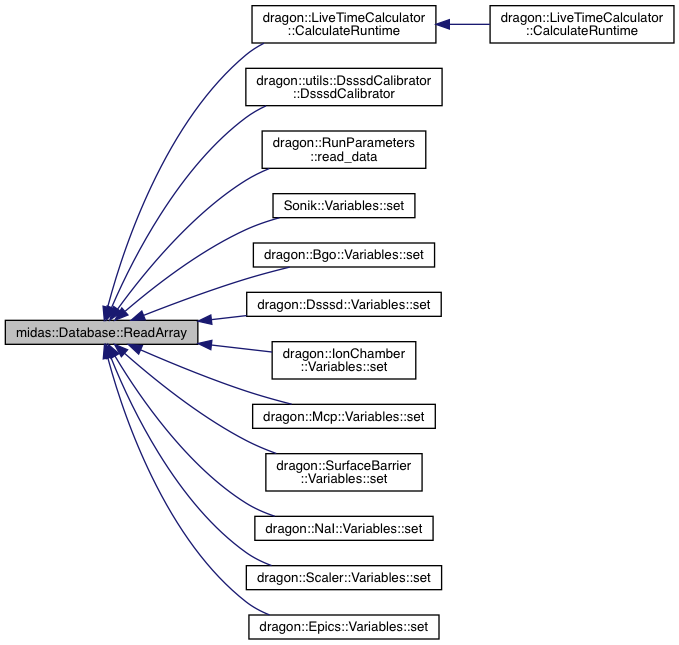 dragon::LiveTimeCalculator
::CalculateRuntime
dragon::LiveTimeCalculator
::CalculateRuntime
dragon::utils::DsssdCalibrator
::DsssdCalibrator
dragon::RunParameters
::read_data
Sonik::Variables::set
dragon::Bgo::Variables::set
dragon::Dsssd::Variables::set
midas::Database::ReadArray
dragon::IonChamber
::Variables::set
dragon::Mcp::Variables::set
dragon::SurfaceBarrier
::Variables::set
dragon::NaI::Variables::set
dragon::Scaler::Variables::set
dragon::Epics::Variables::set